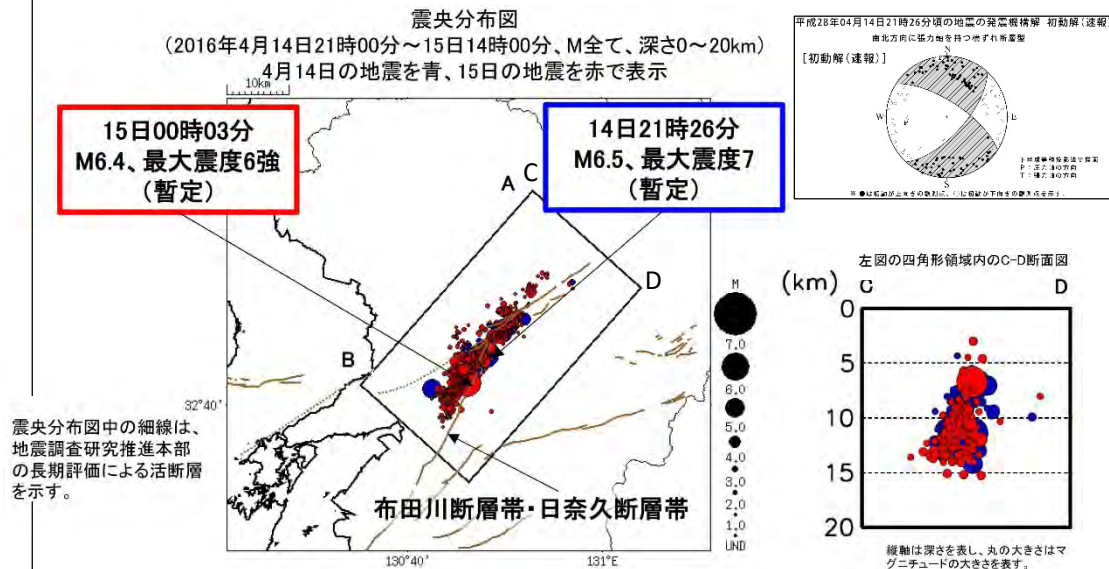 震央分布図
(2016年4月14日21時00分~15日14時00分、M全て、深さ0~20km)
4月14日の地震を青、15日の地震を赤で表示
10km
15日00時03分
M6.4、最大震度6強
(暫定)
14日21時26分
M6.5、最大震度7
(暫定)
A
C
D
B
32°40'
130°40'
131°E
布田川断層帯・日奈久断層帯
震央分布図中の細線は、
地震調査研究推進本部
の長期評価による活断層
を示す。
M
7.0
6.0
5.0
4.0
3.0
2.0
1.0
UND
平成28年04月14日21時26分頃の地震の発震機構解 初動解(速報)
南北方向に張力軸を持つ横ずれ断層型
[初動解(速報)]
N
W
E
S
P:圧力軸の方向
T:張力軸の方向
左図の四角形領域内のC-D断面図
(km)
C
D
0
5
10
15
20
縦軸は深さを表し、丸の大きさはマ
グニチュードの大きさを表す。